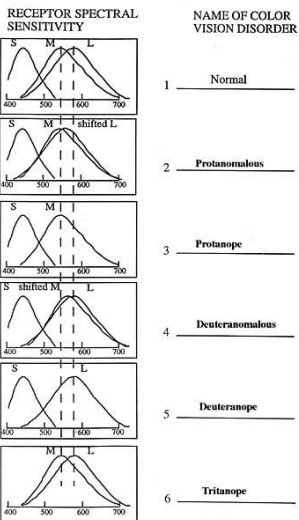 RECEPTOR SPECTRAL
SENSITIVITY
NAME OF COLOR
VISION DISORDER
S M L
400 500 600 700
1 Normal
S M shifted L
400 500 600 700
2 Protanomalous
S M
400 500 600 700
3 Protanope
S shifted M L
400 500 600 700
4 Deuteranomalous
S L
400 500 600 700
5 Deuteranope
M L
400 500 600 700
6 Tritanope